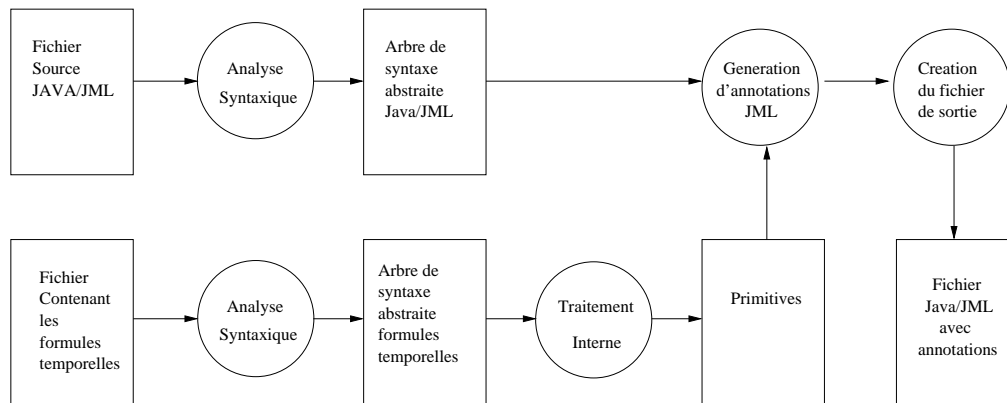 Fichier
Source
JAVA/JML
Analyse
Syntaxique
Arbre de
syntaxe
abstraite
Java/JML
Generation
d'annotations
JML
Creation
du fichier
de sortie
Fichier
Contenant
les
formules
temporelles
Analyse
Syntaxique
Arbre de
syntaxe
abstraite
formules
temporelles
Traitement
Interne
Primitives
Fichier
Java/JML
avec
annotations